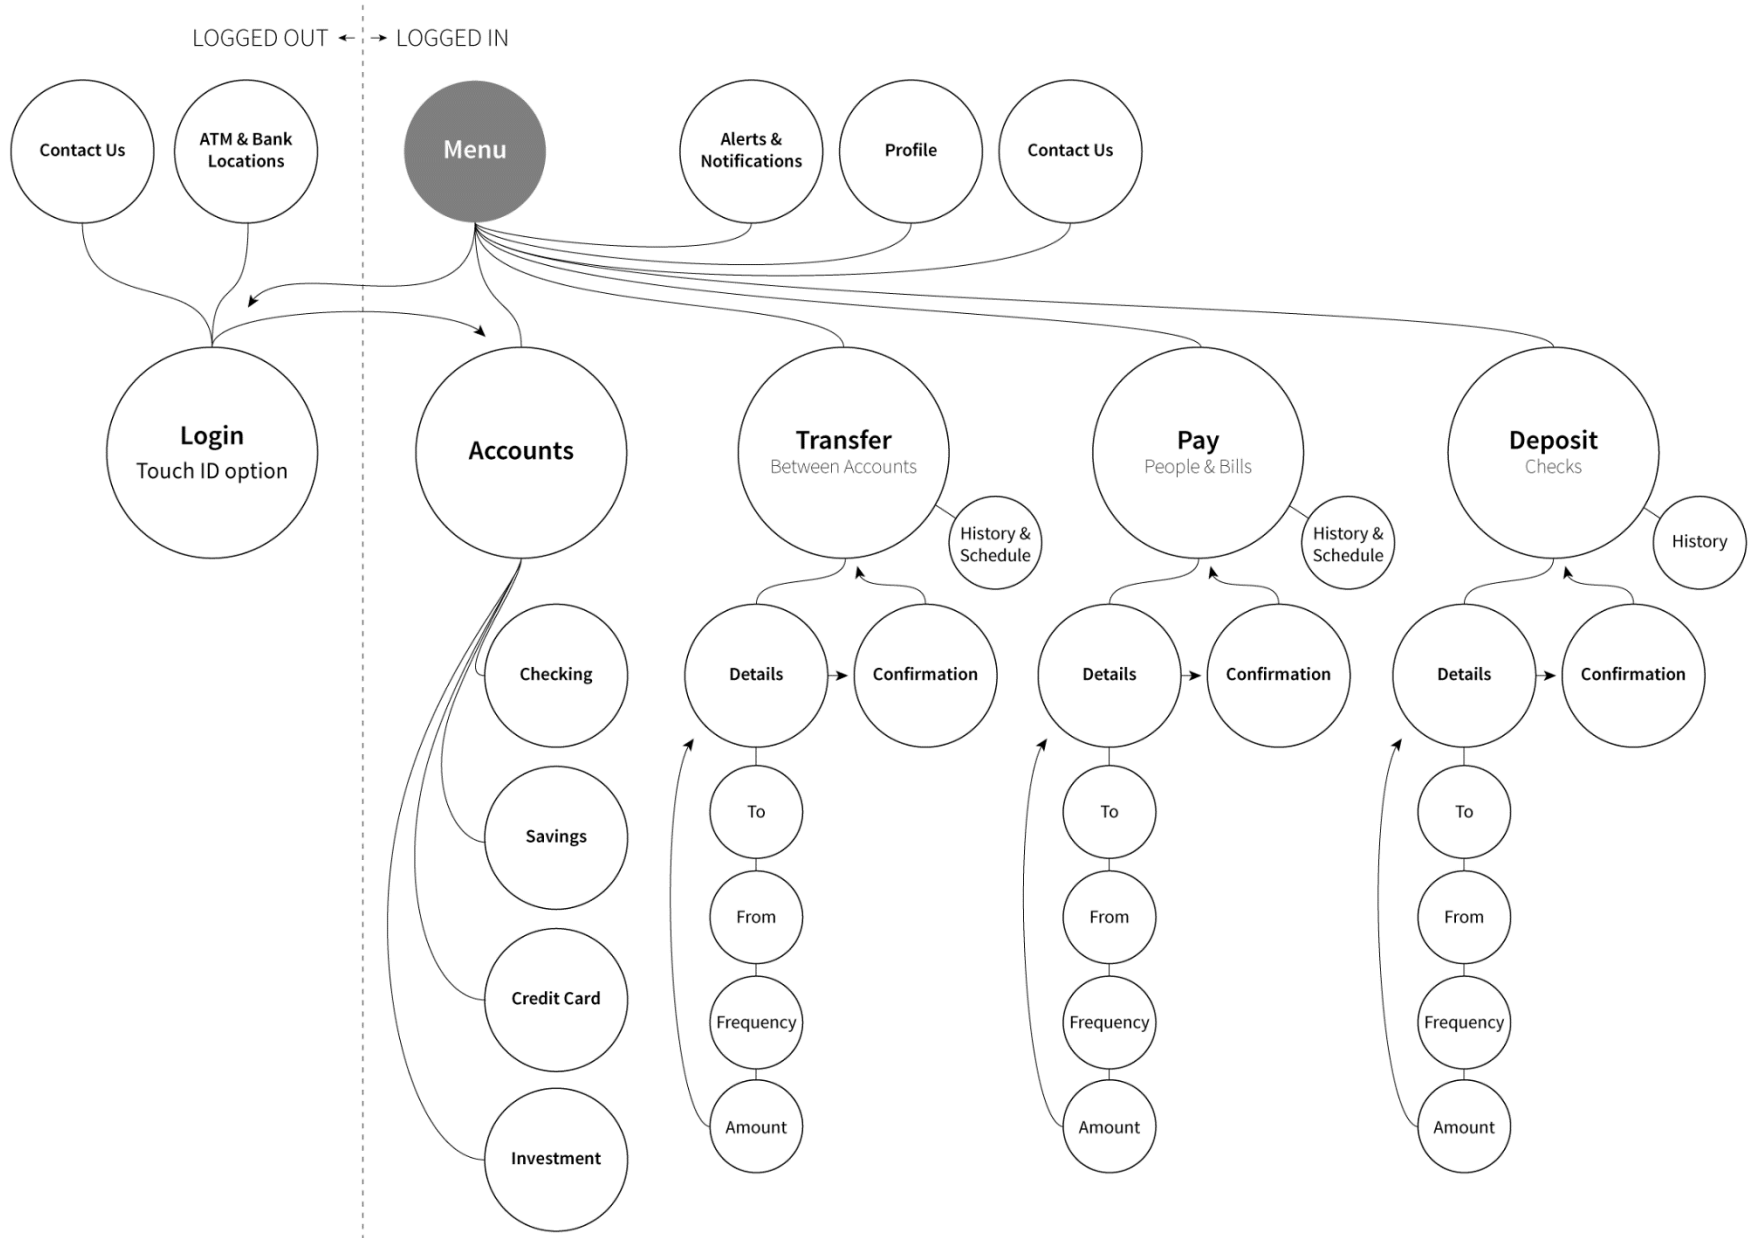 LOGGED OUT
LOGGED IN
Contact Us
ATM & Bank
Locations
Menu
Alerts &
Notifications
Profile
Contact Us
Login
Touch ID option
Accounts
Transfer
Between Accounts
Pay
People & Bills
Deposit
Checks
History &
Schedule
History &
Schedule
History
Checking
Details
Confirmation
Details
Confirmation
Details
Confirmation
To
To
To
Savings
From
From
From
Credit Card
Frequency
Frequency
Frequency
Amount
Amount
Amount
Investment